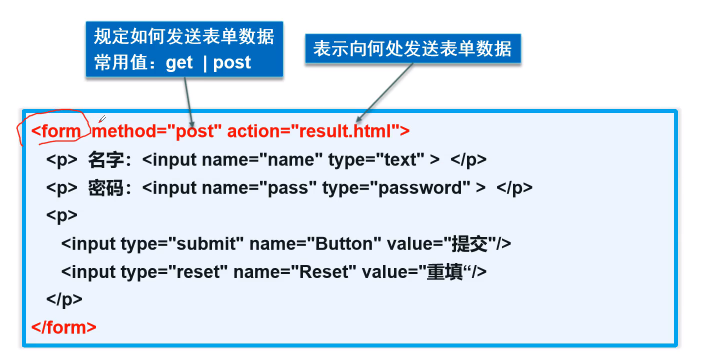 规定如何发送表单数据
常用值：get | post
表示向何处发送表单数据
<form method="post" action="result.html">
<p> 名字：<input name="name" type="text" > </p>
<p> 密码：<input name="pass" type="password" > </p>
<p>
<input type="submit" name="Button" value="提交"/>
<input type="reset" name="Reset" value="重填“/>
</p>
</form>